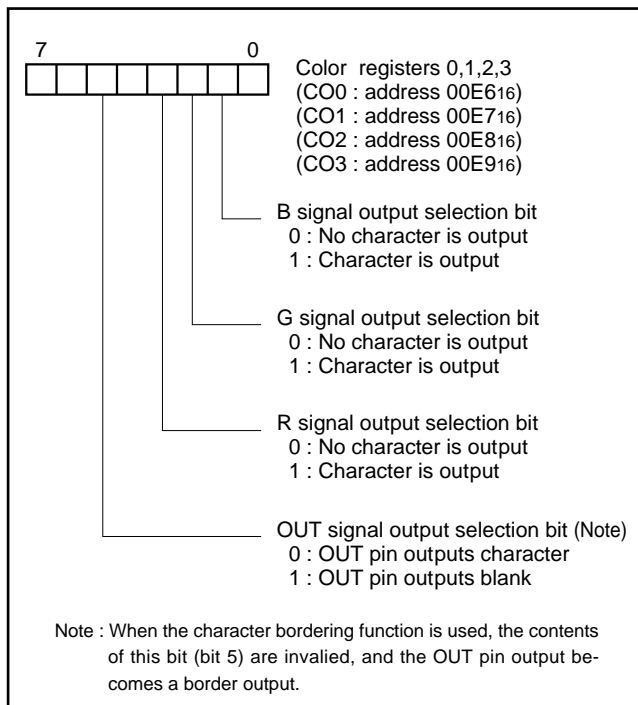 7 0
Color registers 0,1,2,3
(CO0 : address 00E616)
(CO1 : address 00E716)
(CO2 : address 00E816)
(CO3 : address 00E916)
B signal output selection bit
0 : No character is output
1 : Character is output
G signal output selection bit
0 : No character is output
1 : Character is output
R signal output selection bit
0 : No character is output
1 : Character is output
OUT signal output selection bit (Note)
0 : OUT pin outputs character
1 : OUT pin outputs blank
Note : When the character bordering function is used, the contents
of this bit (bit 5) are invalied, and the OUT pin output be-
comes a border output.